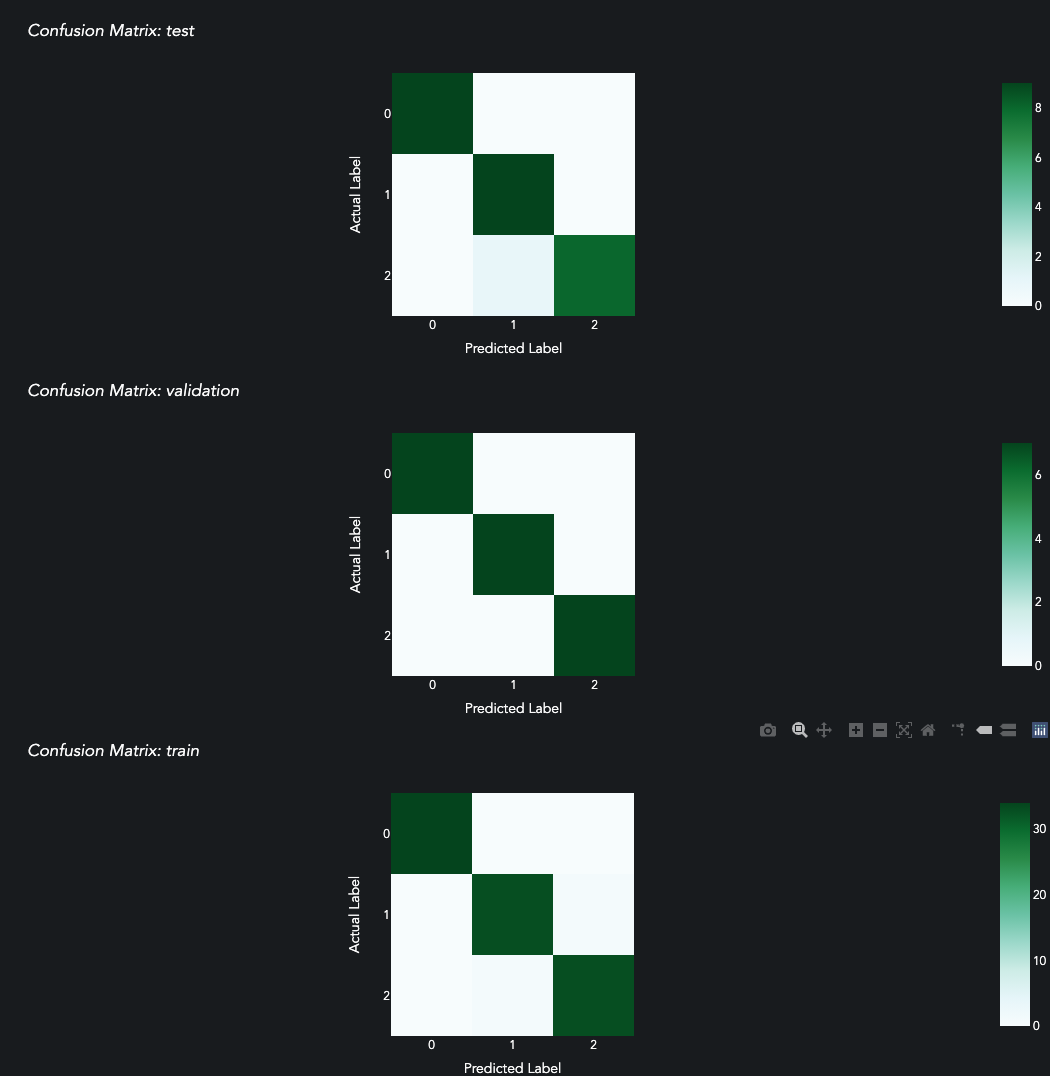 Confusion Matrix: test
8
0
6
Actual Label
1
4
2
2
0
0 1 2
Predicted Label
Confusion Matrix: validation
0
6
Actual Label
1
4
2
2
0
0 1 2
Predicted Label
Confusion Matrix: train
0
30
20
Actual Label
1
10
2
0
0 1 2
Predicted Label